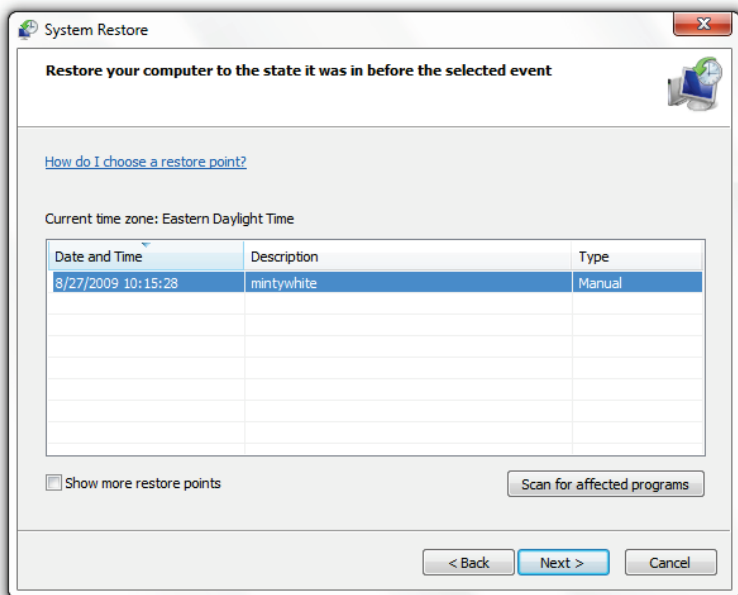 System Restore
Restore your computer to the state it was in before the selected event
How do I choose a restore point?
Current time zone: Eastern Daylight Time
Date and Time Description Type
8/27/2009 10:15:28 mintywhite Manual
Show more restore points Scan for affected programs
< Back Next > Cancel